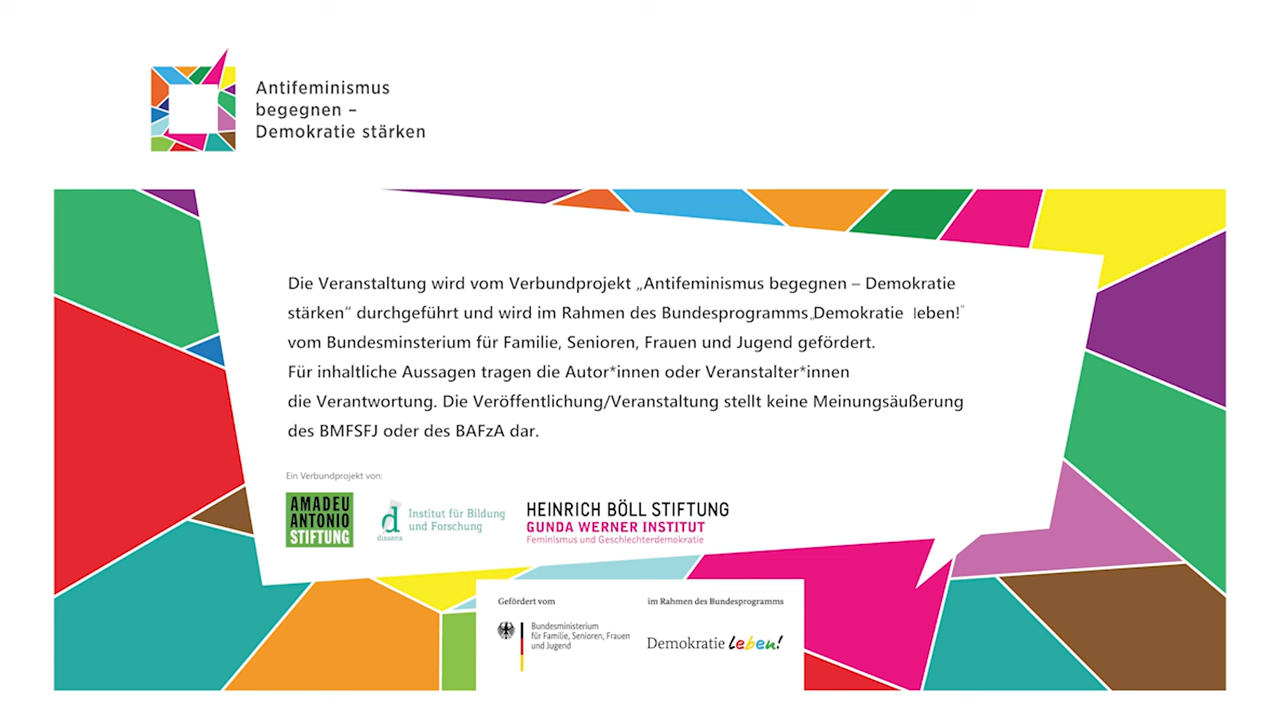 Antifeminismus
begegnen –
Demokratie stärken
Die Veranstaltung wird vom Verbundprojekt „Antifeminismus begegnen – Demokratie
stärken“ durchgeführt und wird im Rahmen des Bundesprogramms„Demokratie leben!“
vom Bundesminsterium für Familie, Senioren, Frauen und Jugend gefördert.
Für inhaltliche Aussagen tragen die Autor*innen oder Veranstalter*innen
die Verantwortung. Die Veröffentlichung/Veranstaltung stellt keine Meinungsäußerung
des BMFSFJ oder des BAFzA dar.
Ein Verbundprojekt von:
AMADEU
ANTONIO
STIFTUNG
d
dissens
Institut für Bildung
und Forschung
HEINRICH BÖLL STIFTUNG
GUNDA WERNER INSTITUT
Feminismus und Geschlechterdemokratie
Gefördert vom
Bundesministerium
für Familie, Senioren, Frauen
und Jugend
im Rahmen des Bundesprogramms
Demokratie leben!